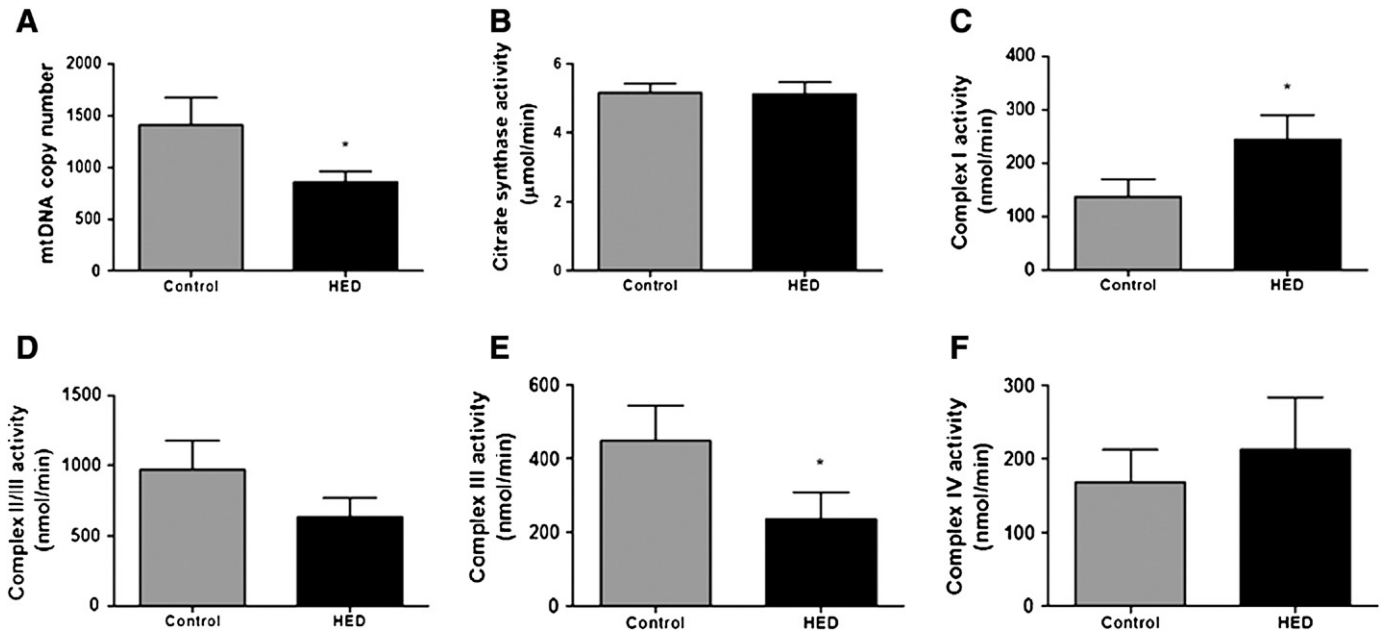 A
mtDNA copy number
2000
1500
1000
500
0
*
Control
HED
B
Citrate synthase activity
(μmol/min)
6
4
2
0
Control
HED
C
Complex I activity
(nmol/min)
400
300
200
100
0
*
Control
HED
D
Complex II/III activity
(nmol/min)
1500
1000
500
0
Control
HED
E
Complex III activity
(nmol/min)
600
400
200
0
*
Control
HED
F
Complex IV activity
(nmol/min)
300
200
100
0
Control
HED